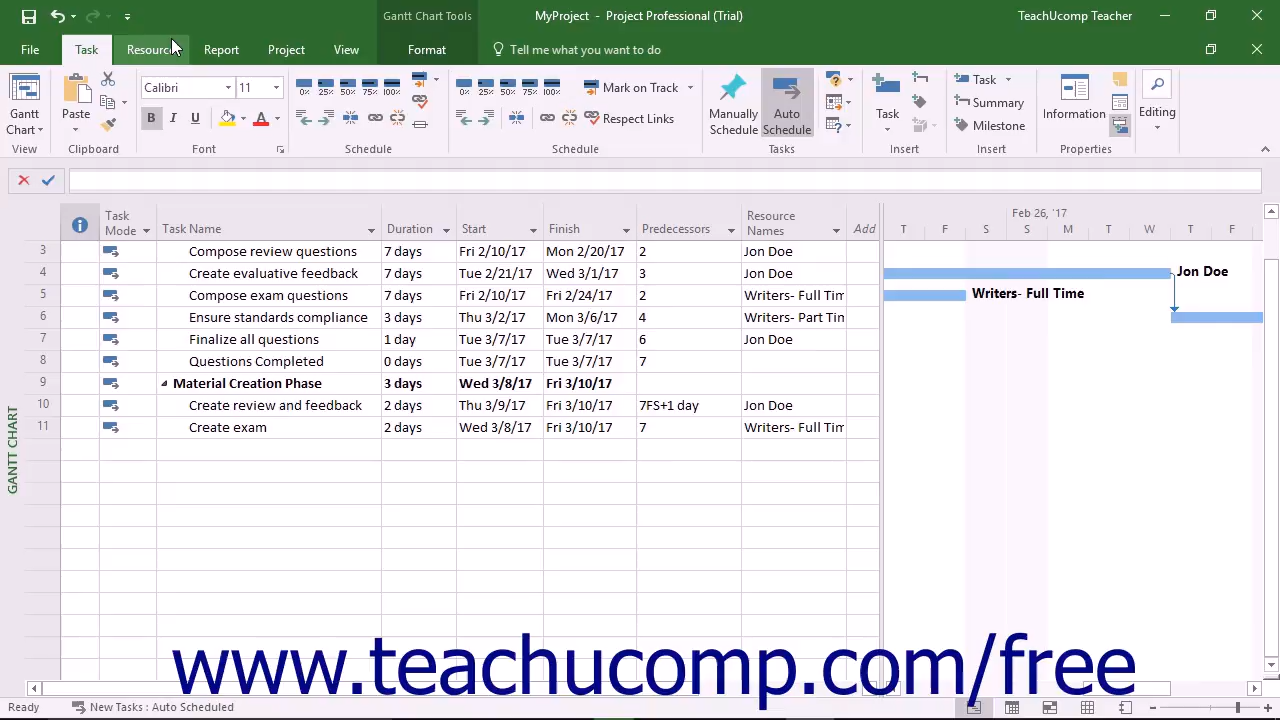 Gantt Chart Tools
MyProject - Project Professional (Trial)
TeachUcomp Teacher
File Task Resource Report Project View Format Tell me what you want to do
Gantt Chart
Paste
Calibri 11
B I U A
0% 25% 50% 75% 100%
0% 25% 50% 75% 100%
Mark on Track
Respect Links
Manually Schedule
Auto Schedule
Task
Task
Summary
Milestone
Information
Editing
View Clipboard Font Schedule Schedule Tasks Insert Insert Properties
Task Mode Task Name Duration Start Finish Predecessors Resource Names Add
Feb 26, '17
T F S S M T W T F
3 Compose review questions 7 days Fri 2/10/17 Mon 2/20/17 2 Jon Doe
4 Create evaluative feedback 7 days Tue 2/21/17 Wed 3/1/17 3 Jon Doe
5 Compose exam questions 7 days Fri 2/10/17 Fri 2/24/17 2 Writers- Full Tim
6 Ensure standards compliance 3 days Thu 3/2/17 Mon 3/6/17 4 Writers- Part Tin
7 Finalize all questions 1 day Tue 3/7/17 Tue 3/7/17 6 Jon Doe
8 Questions Completed 0 days Tue 3/7/17 Tue 3/7/17 7
9 Material Creation Phase 3 days Wed 3/8/17 Fri 3/10/17
10 Create review and feedback 2 days Thu 3/9/17 Fri 3/10/17 7FS+1 day Jon Doe
11 Create exam 2 days Wed 3/8/17 Fri 3/10/17 7 Writers- Full Tim
Jon Doe
Writers- Full Time
GANTT CHART
www.teachucomp.com/free
Ready New Tasks : Auto Scheduled